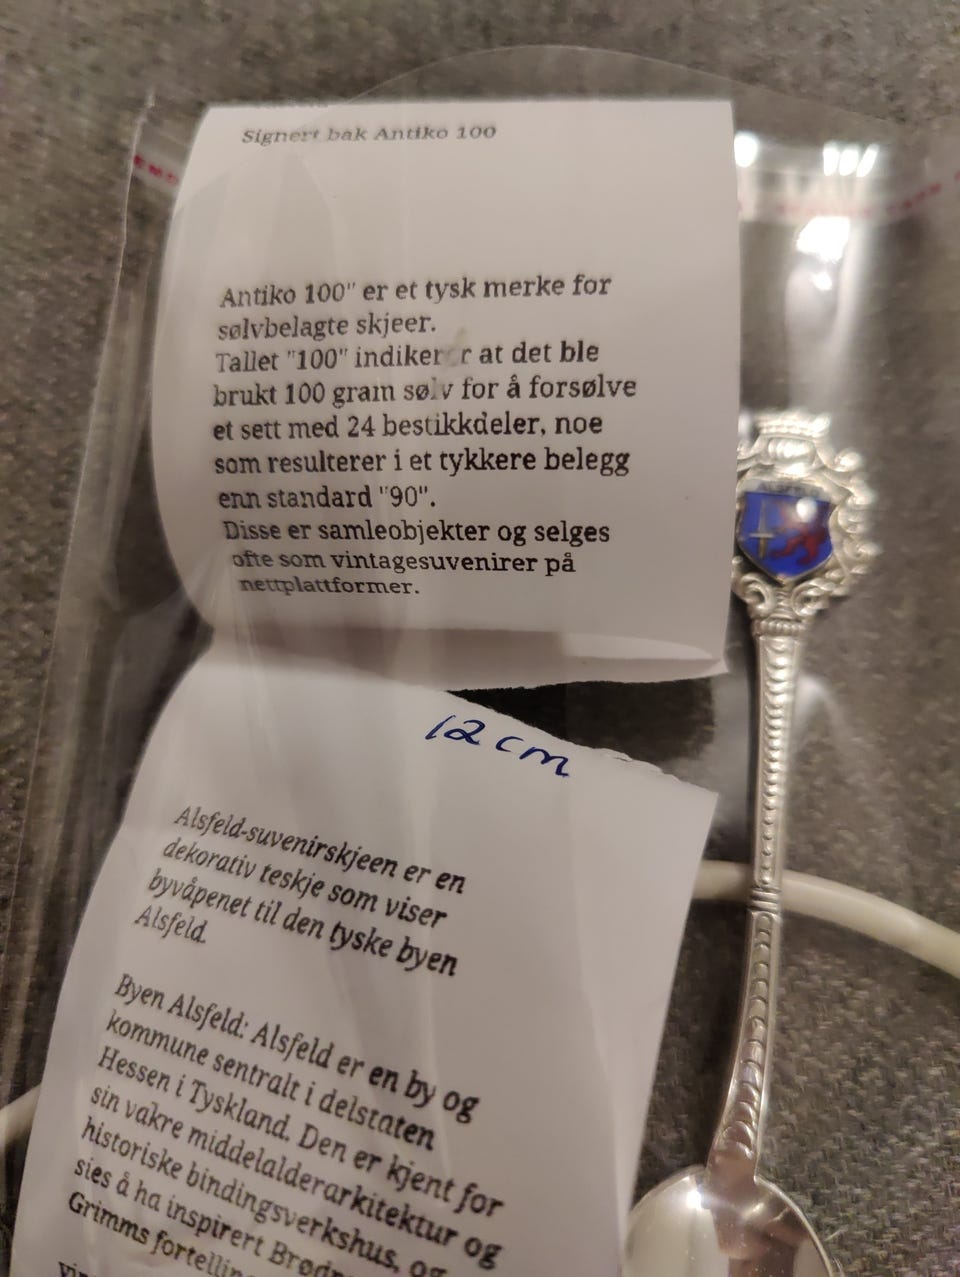 Signert bak Antiko 100
Antiko 100" er et tysk merke for
sølvbelagte skjeer.
Tallet "100" indikerer at det ble
brukt 100 gram sølv for å forsølve
et sett med 24 bestikkdeler, noe
som resulterer i et tykkere belegg
enn standard "90".
Disse er samleobjekter og selges
ofte som vintagesuvenirer på
nettplattformer.
12 cm
Alsfeld-suvenirskjeen er en
dekorativ teskje som viser
byvåpenet til den tyske byen
Alsfeld.
Byen Alsfeld: Alsfeld er en by og
kommune sentralt i delstaten
Hessen i Tyskland. Den er kjent for
sin vakre middelalderarkitektur og
historiske bindingsverkshus, og
sies å ha inspirert
Grimms